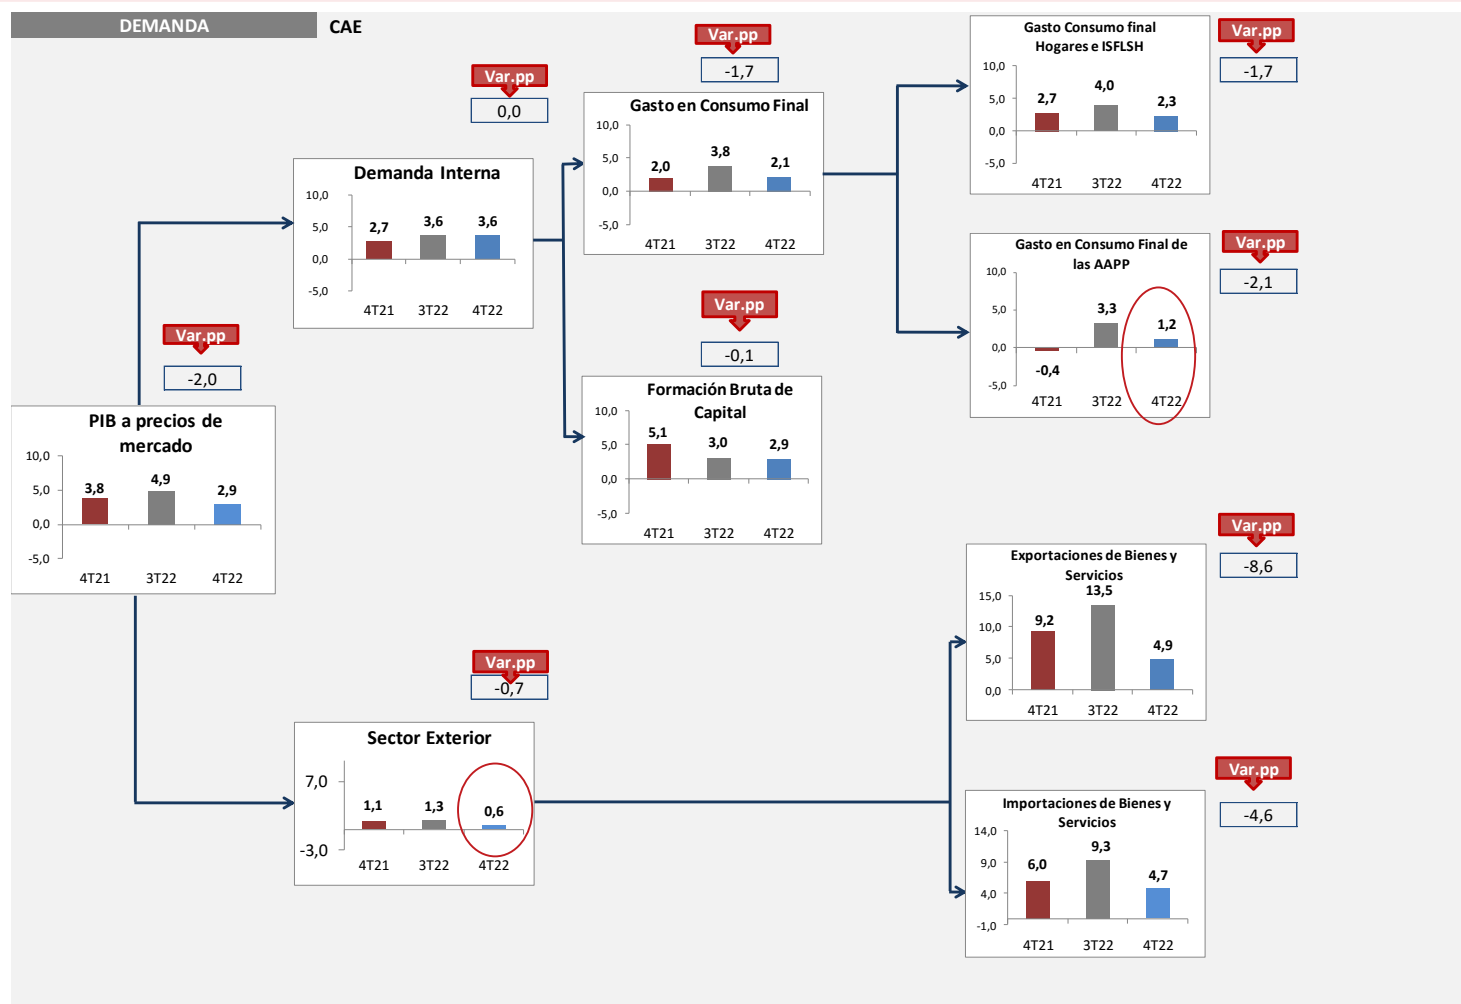 DEMANDA
CAE
Var.pp
-2,0
PIB a precios de
mercado
10,0
5,0
0,0
-5,0
3,8
4,9
2,9
4T21
3T22
4T22
Var.pp
0,0
Demanda Interna
10,0
5,0
0,0
-5,0
2,7
3,6
3,6
4T21
3T22
4T22
Var.pp
-1,7
Gasto en Consumo Final
10,0
5,0
0,0
-5,0
2,0
3,8
2,1
4T21
3T22
4T22
Var.pp
-0,1
Formación Bruta de
Capital
10,0
5,0
0,0
-5,0
5,1
3,0
2,9
4T21
3T22
4T22
Var.pp
-1,7
Gasto Consumo final
Hogares e ISFLSH
10,0
5,0
0,0
-5,0
2,7
4,0
2,3
4T21
3T22
4T22
Var.pp
-2,1
Gasto en Consumo Final de
las AAPP
10,0
5,0
0,0
-5,0
-0,4
3,3
1,2
4T21
3T22
4T22
Var.pp
-0,7
Sector Exterior
7,0
-3,0
1,1
1,3
0,6
4T21
3T22
4T22
Var.pp
-8,6
Exportaciones de Bienes y
Servicios
15,0
10,0
5,0
0,0
9,2
13,5
4,9
4T21
3T22
4T22
Var.pp
-4,6
Importaciones de Bienes y
Servicios
14,0
9,0
4,0
-1,0
6,0
9,3
4,7
4T21
3T22
4T22